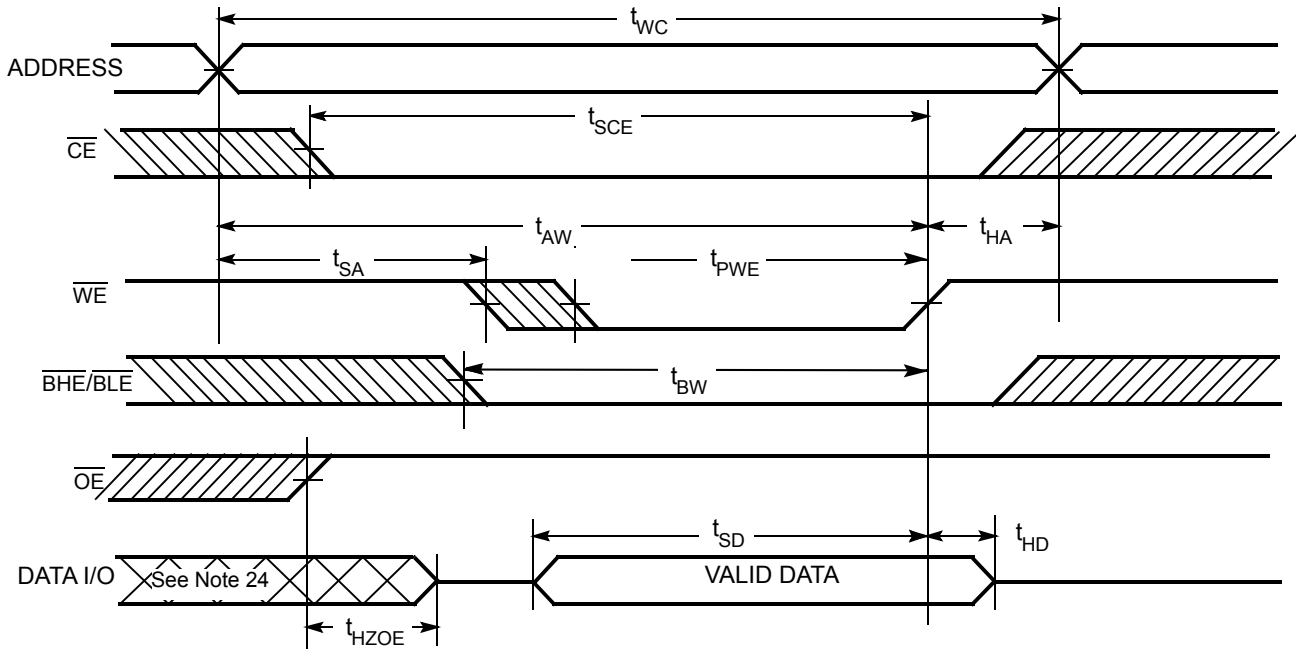 tWC
ADDRESS
tSCE
CE
tAW
tHA
tSA
tPWE
WE
BHE/BLE
tBW
OE
tSD
tHD
DATA I/O
See Note 24
VALID DATA
tHZOE